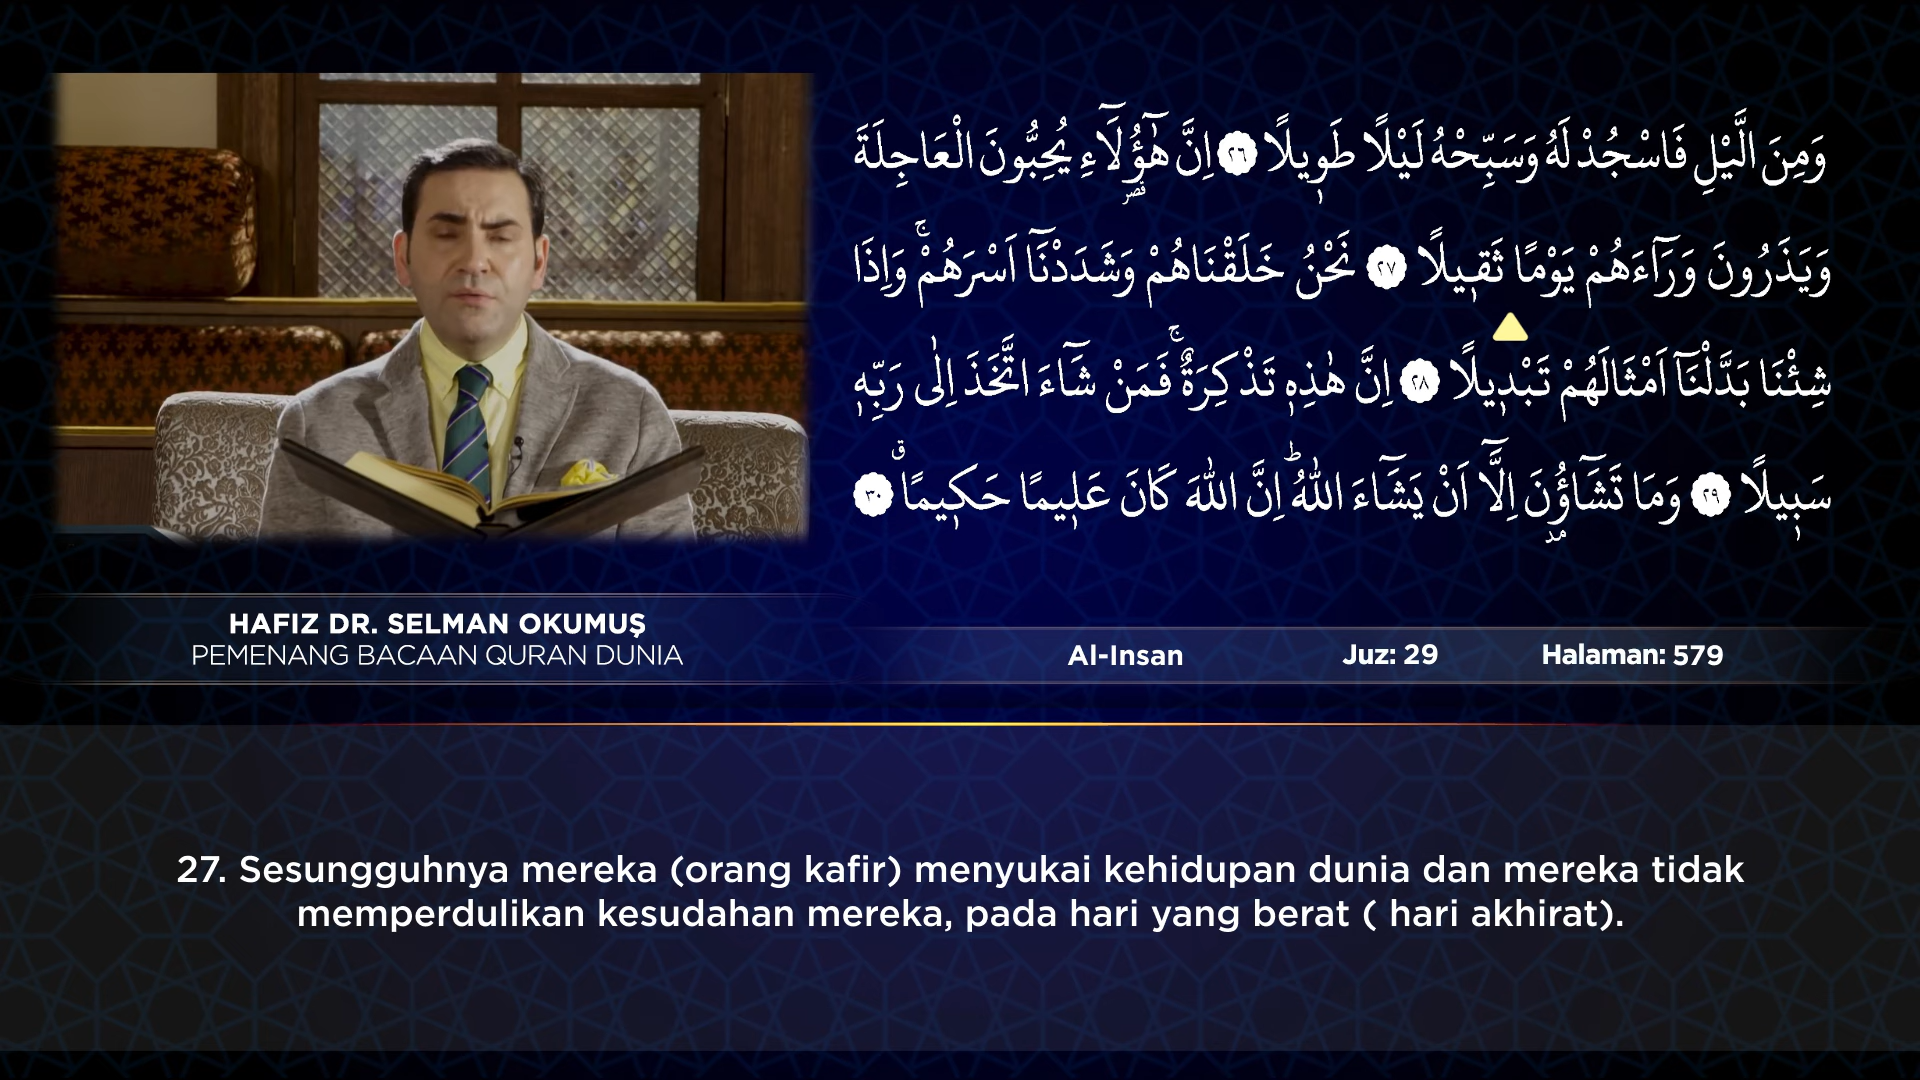 وَمِنَ الَّيْلِ فَاسْجُدْ لَهُ وَسَبِّحْهُ لَيْلًا طَوٖيلًا ﴿٢٦﴾ اِنَّ هٰٓؤُ۬لَٓاءِ يُحِبُّونَ الْعَاجِلَةَ
قصر
وَيَذَرُونَ وَرَٓاءَهُمْ يَوْمًا ثَقٖيلًا ﴿٢٧﴾ نَحْنُ خَلَقْنَاهُمْ وَشَدَدْنَٓا اَسْرَهُمْۚ وَاِذَا
شِئْنَا بَدَّلْنَٓا اَمْثَالَهُمْ تَبْدٖيلًا ﴿٢٨﴾ اِنَّ هٰذِهٖ تَذْكِرَةٌۚ فَمَنْ شَٓاءَ اتَّخَذَ اِلٰى رَبِّهٖ
سَبٖيلًا ﴿٢٩﴾ وَمَا تَشَٓاؤُ۫نَ اِلَّٓا اَنْ يَشَٓاءَ اللّٰهُؕ اِنَّ اللّٰهَ كَانَ عَلٖيمًا حَكٖيمًاۗ ﴿٣٠﴾
مد
HAFIZ DR. SELMAN OKUMUŞ
PEMENANG BACAAN QURAN DUNIA
Al-Insan Juz: 29 Halaman: 579
27. Sesungguhnya mereka (orang kafir) menyukai kehidupan dunia dan mereka tidak
memperdulikan kesudahan mereka, pada hari yang berat ( hari akhirat).